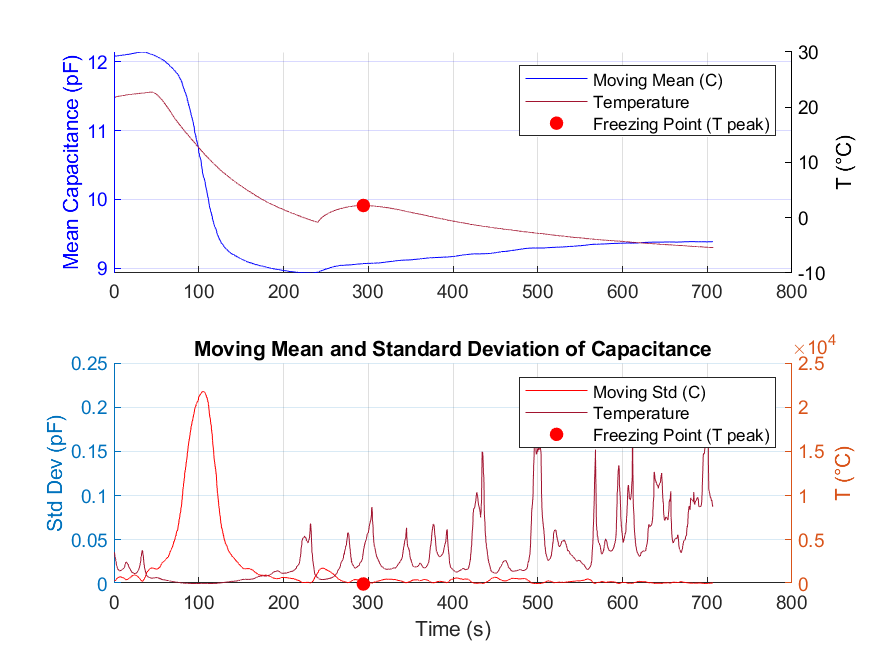 Mean Capacitance (pF)
12
11
10
9
Moving Mean (C)
Temperature
Freezing Point (T peak)
30
20
10
0
-10
T (°C)
0 100 200 300 400 500 600 700 800
Moving Mean and Standard Deviation of Capacitance
×10^4
Std Dev (pF)
0.25
0.2
0.15
0.1
0.05
0
Moving Std (C)
Temperature
Freezing Point (T peak)
2.5
2
1.5
1
0.5
0
T (°C)
0 100 200 300 400 500 600 700 800
Time (s)